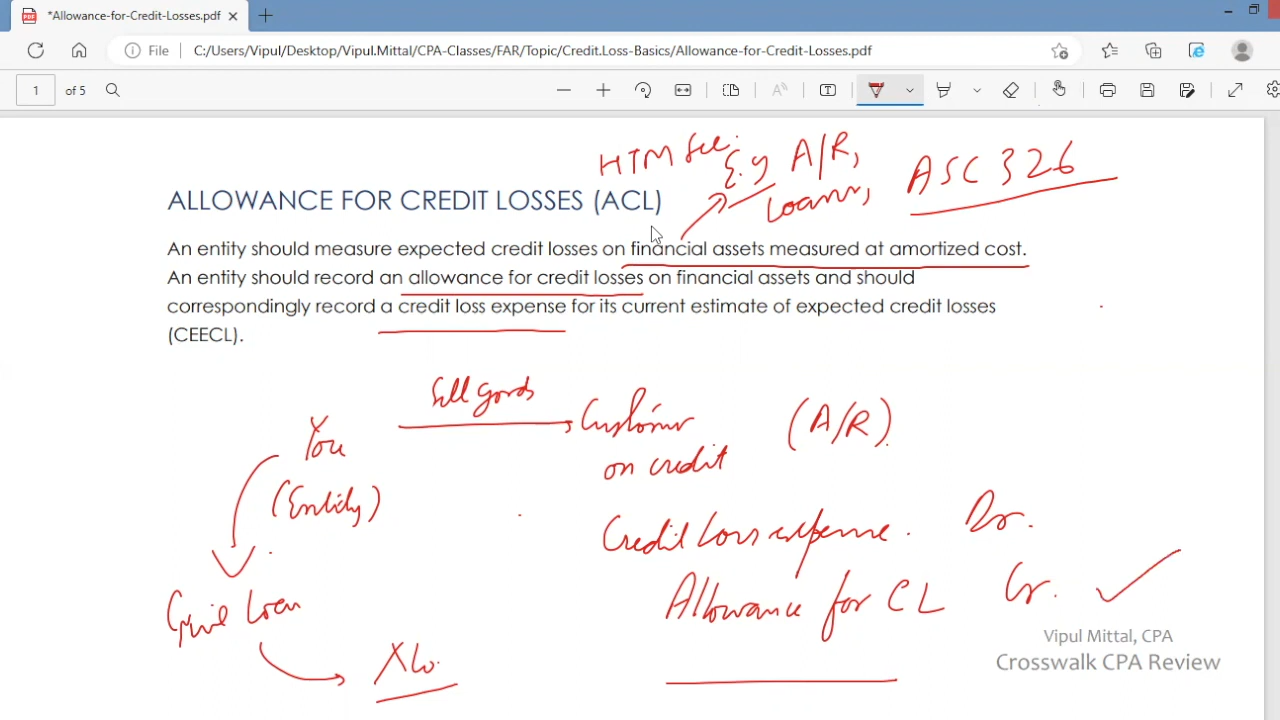 *Allowance-for-Credit-Losses.pdf
File
C:/Users/Vipul/Desktop/Vipul.Mittal/CPA-Classes/FAR/Topic/Credit.Loss-Basics/Allowance-for-Credit-Losses.pdf
1 of 5
HTM Sec.
E.g A/R,
Loans,
ASC 326
ALLOWANCE FOR CREDIT LOSSES (ACL)
An entity should measure expected credit losses on financial assets measured at amortized cost.
An entity should record an allowance for credit losses on financial assets and should
correspondingly record a credit loss expense for its current estimate of expected credit losses
(CEECL).
Sell goods
You
Customer
(A/R)
on credit
(Entity)
Credit Loss expense. Dr.
Allowance for CL Cr.
Give Loan
X Co.
Vipul Mittal, CPA
Crosswalk CPA Review